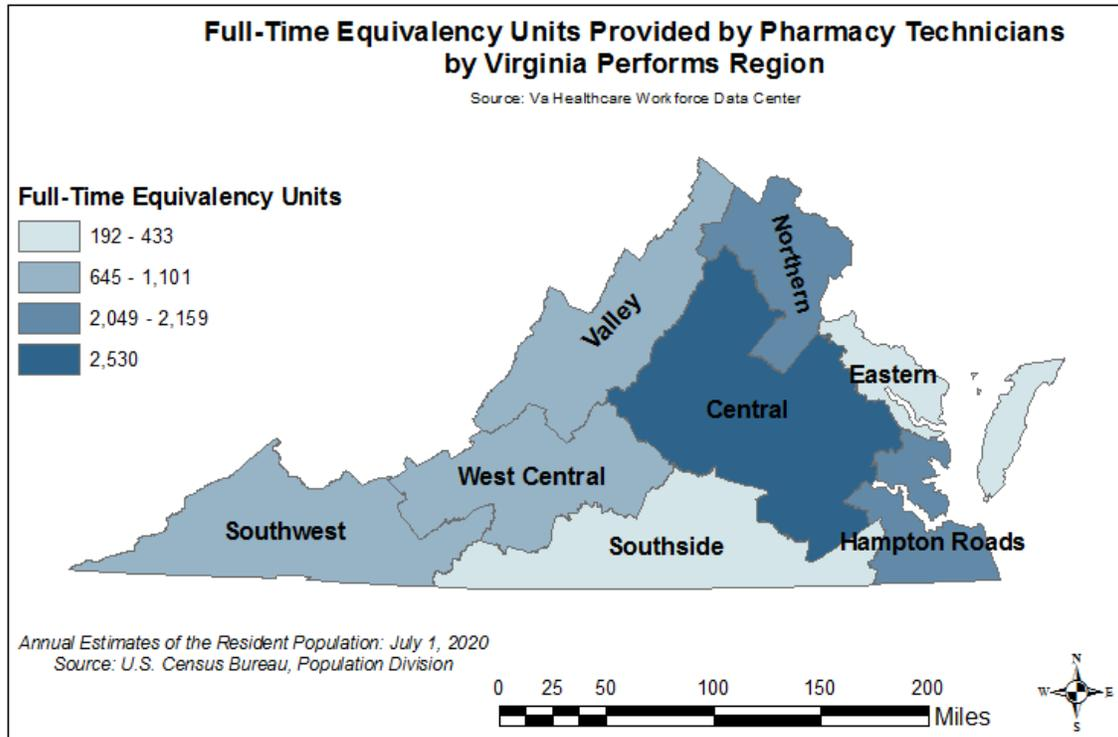 Full-Time Equivalency Units Provided by Pharmacy Technicians
by Virginia Performs Region
Source: Va Healthcare Workforce Data Center
Full-Time Equivalency Units
192 - 433
645 - 1,101
2,049 - 2,159
2,530
Northern
Valley
Eastern
Central
West Central
Southwest
Southside
Hampton Roads
Annual Estimates of the Resident Population: July 1, 2020
Source: U.S. Census Bureau, Population Division
0 25 50 100 150 200
Miles
N
W E
S